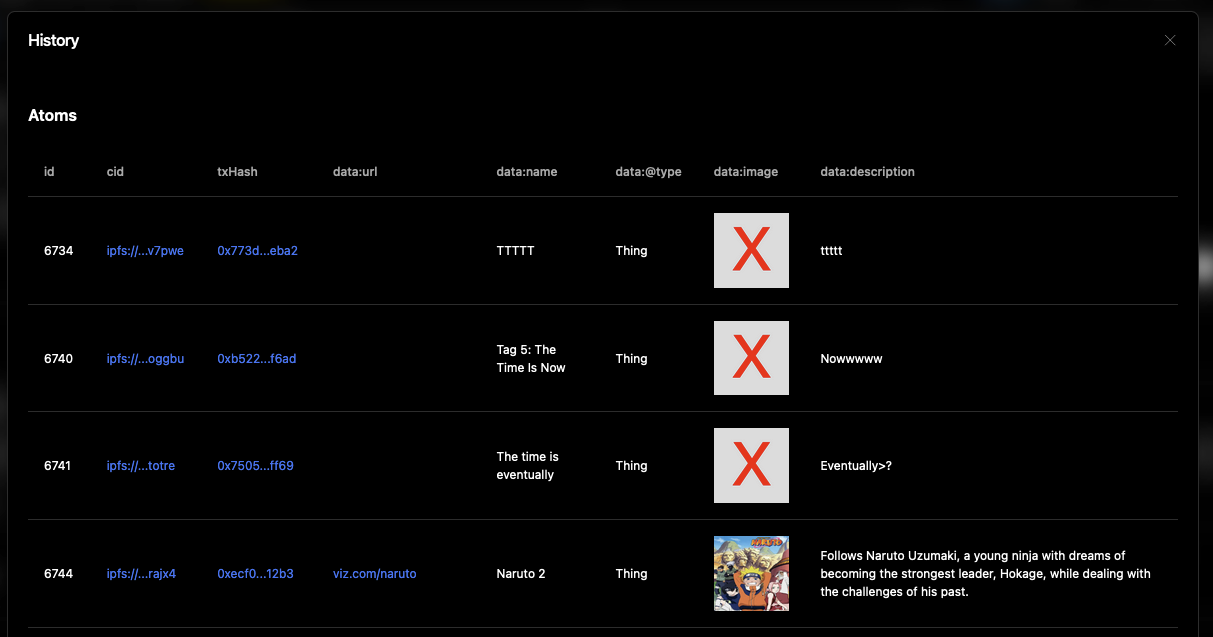 History
Atoms
id cid txHash data:url data:name data:@type data:image data:description
6734 ipfs://...v7pwe 0x773d...eba2 TTTTT Thing X ttttt
6740 ipfs://...oggbu 0xb522...f6ad Tag 5: The Time Is Now Thing X Nowwwww
6741 ipfs://...totre 0x7505...ff69 The time is eventually Thing X Eventually>?
6744 ipfs://...rajx4 0xecf0...12b3 viz.com/naruto Naruto 2 Thing NARUTO Follows Naruto Uzumaki, a young ninja with dreams of
becoming the strongest leader, Hokage, while dealing with
the challenges of his past.